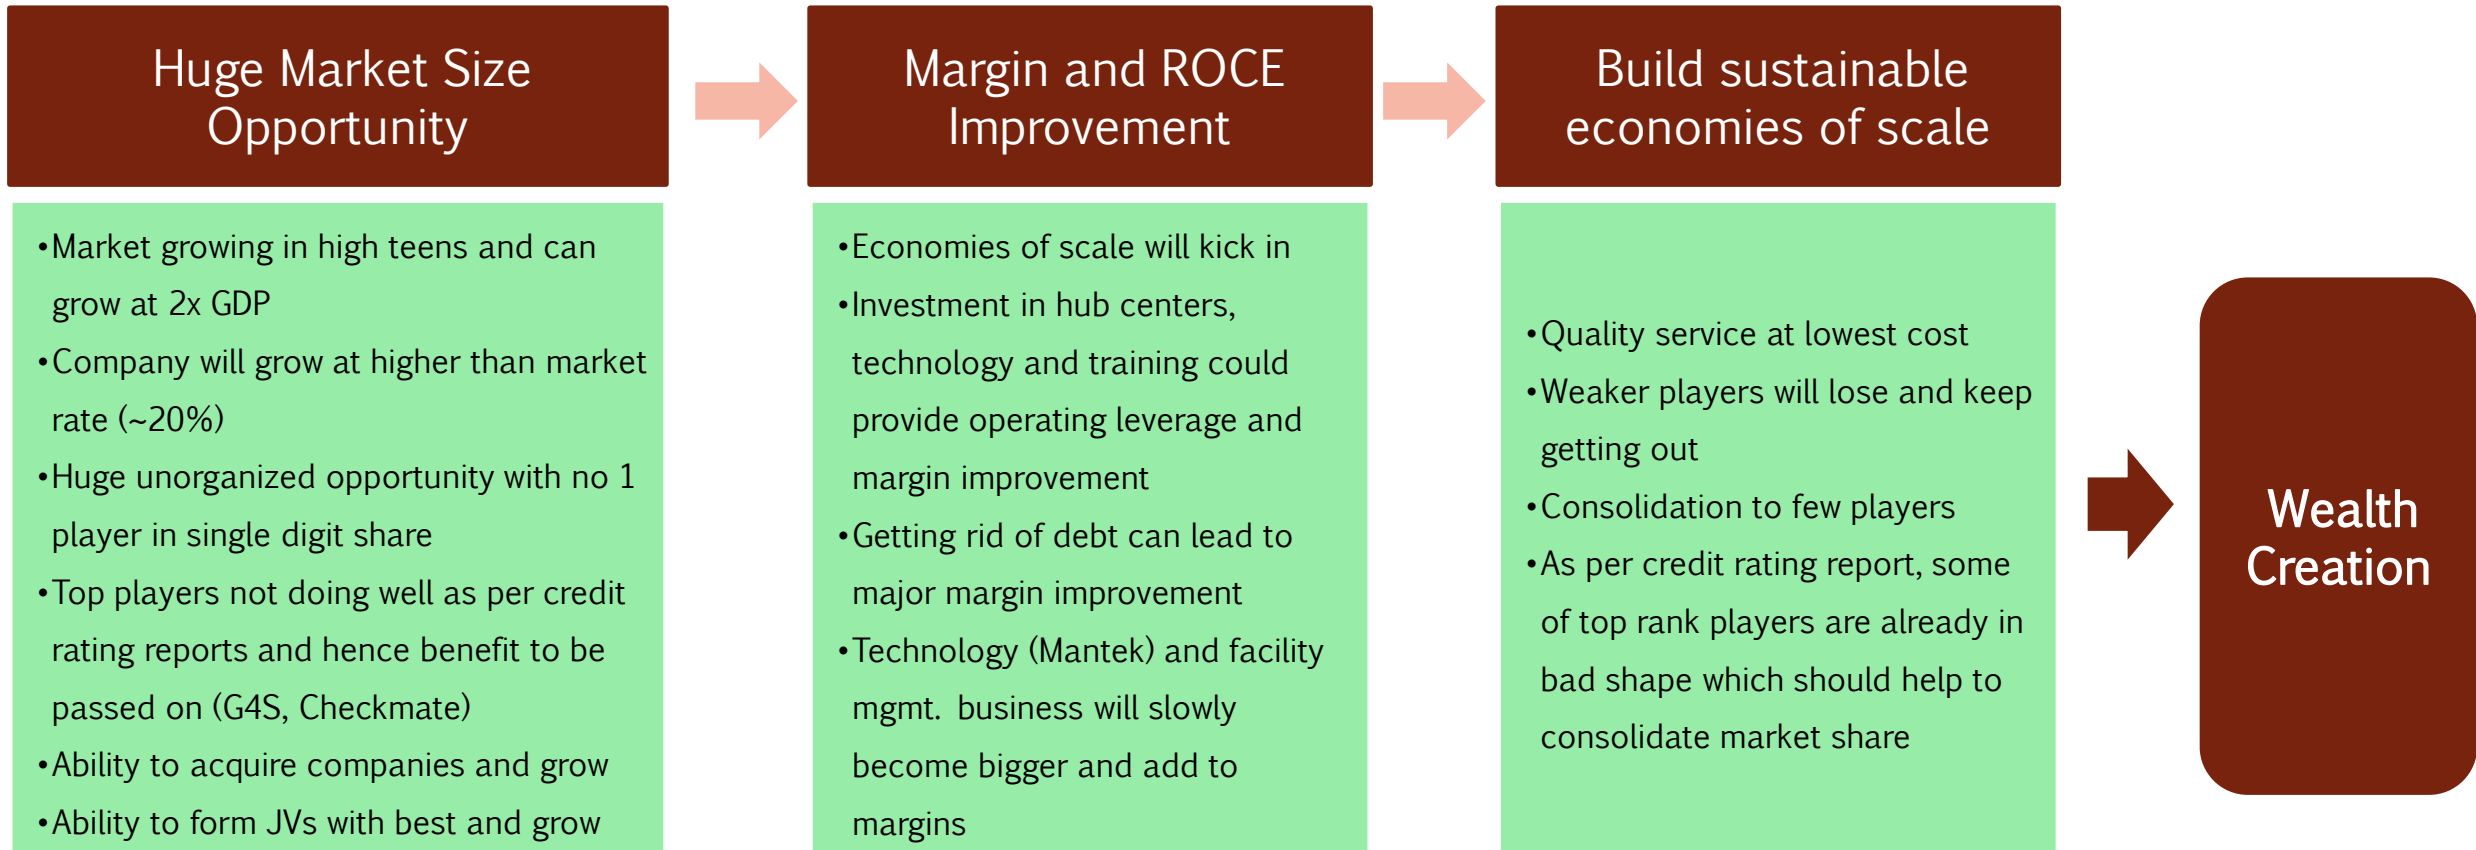 Huge Market Size
Opportunity
•Market growing in high teens and can
grow at 2x GDP
•Company will grow at higher than market
rate (~20%)
•Huge unorganized opportunity with no 1
player in single digit share
•Top players not doing well as per credit
rating reports and hence benefit to be
passed on (G4S, Checkmate)
•Ability to acquire companies and grow
•Ability to form JVs with best and grow
Margin and ROCE
Improvement
•Economies of scale will kick in
•Investment in hub centers,
technology and training could
provide operating leverage and
margin improvement
•Getting rid of debt can lead to
major margin improvement
•Technology (Mantek) and facility
mgmt. business will slowly
become bigger and add to
margins
Build sustainable
economies of scale
•Quality service at lowest cost
•Weaker players will lose and keep
getting out
•Consolidation to few players
•As per credit rating report, some
of top rank players are already in
bad shape which should help to
consolidate market share
Wealth
Creation